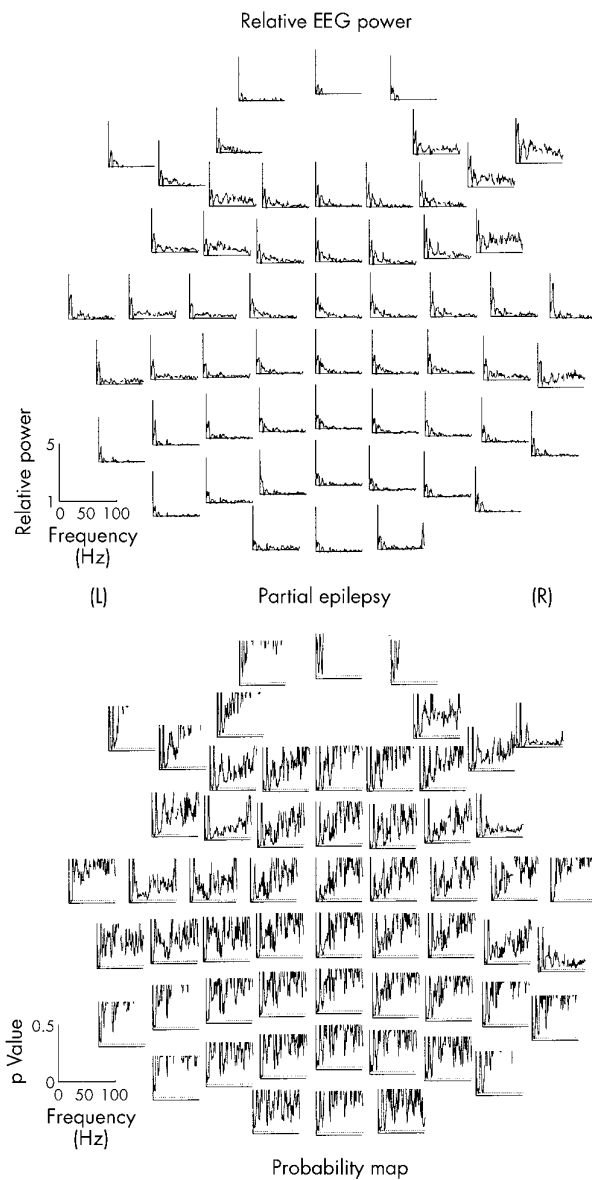 Relative EEG power
Relative power
5
1
0 50 100
Frequency
(Hz)
(L)
Partial epilepsy
(R)
p Value
0.5
0
0 50 100
Frequency
(Hz)
Probability map